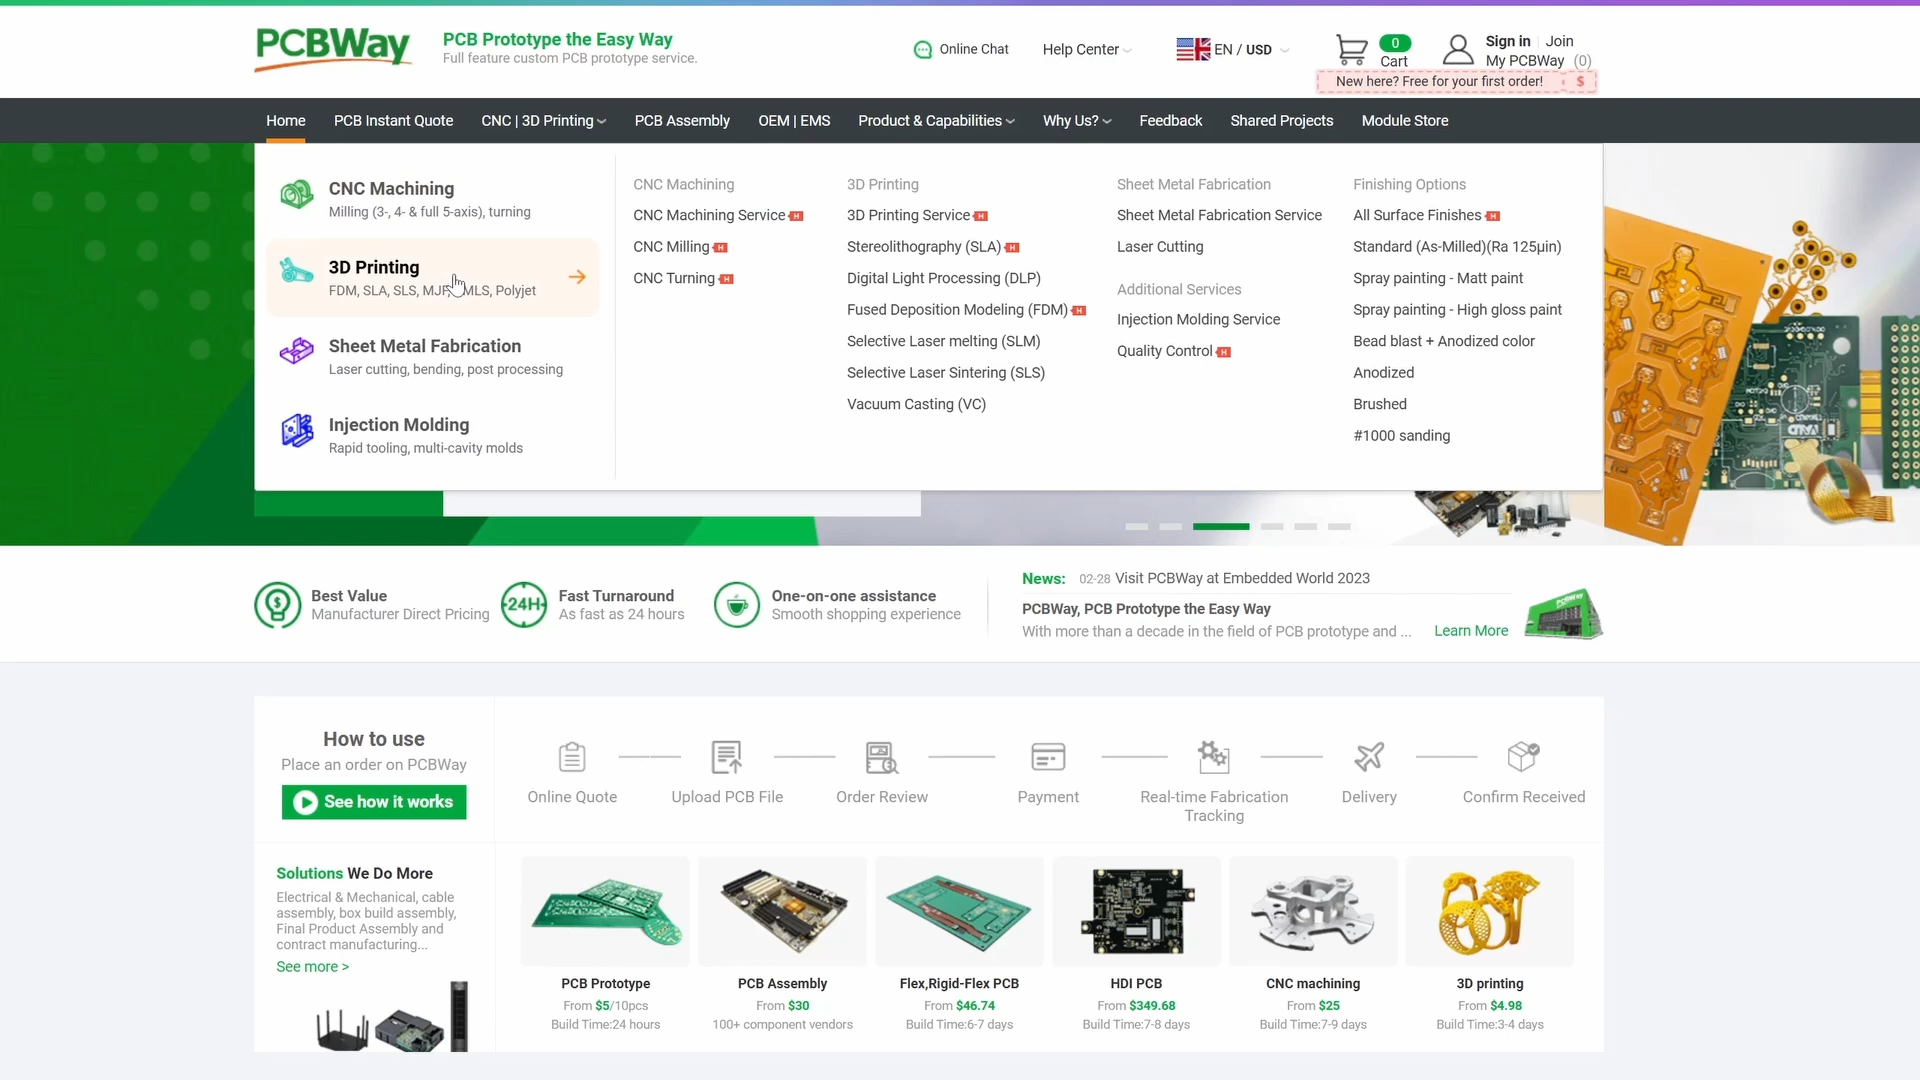 PCBWay
PCB Prototype the Easy Way
Full feature custom PCB prototype service.
Online Chat
Help Center
EN / USD
0
Cart
Sign in
Join
My PCBWay (0)
New here? Free for your first order! $
Home
PCB Instant Quote
CNC | 3D Printing
PCB Assembly
OEM | EMS
Product & Capabilities
Why Us?
Feedback
Shared Projects
Module Store
CNC Machining
Milling (3-, 4- & full 5-axis), turning
3D Printing
FDM, SLA, SLS, MJF, MLS, Polyjet
Sheet Metal Fabrication
Laser cutting, bending, post processing
Injection Molding
Rapid tooling, multi-cavity molds
CNC Machining
CNC Machining Service H
CNC Milling H
CNC Turning H
3D Printing
3D Printing Service H
Stereolithography (SLA) H
Digital Light Processing (DLP)
Fused Deposition Modeling (FDM) H
Selective Laser melting (SLM)
Selective Laser Sintering (SLS)
Vacuum Casting (VC)
Sheet Metal Fabrication
Sheet Metal Fabrication Service
Laser Cutting
Additional Services
Injection Molding Service
Quality Control H
Finishing Options
All Surface Finishes H
Standard (As-Milled)(Ra 125μin)
Spray painting - Matt paint
Spray painting - High gloss paint
Bead blast + Anodized color
Anodized
Brushed
#1000 sanding
Best Value
Manufacturer Direct Pricing
24H
Fast Turnaround
As fast as 24 hours
One-on-one assistance
Smooth shopping experience
News: 02-28 Visit PCBWay at Embedded World 2023
PCBWay, PCB Prototype the Easy Way
With more than a decade in the field of PCB prototype and ... Learn More
How to use
Place an order on PCBWay
See how it works
Online Quote
Upload PCB File
Order Review
Payment
Real-time Fabrication
Tracking
Delivery
Confirm Received
Solutions We Do More
Electrical & Mechanical, cable
assembly, box build assembly,
Final Product Assembly and
contract manufacturing...
See more >
PCB Prototype
From $5/10pcs
Build Time:24 hours
PCB Assembly
From $30
100+ component vendors
Flex,Rigid-Flex PCB
From $46.74
Build Time:6-7 days
HDI PCB
From $349.68
Build Time:7-8 days
CNC machining
From $25
Build Time:7-9 days
3D printing
From $4.98
Build Time:3-4 days